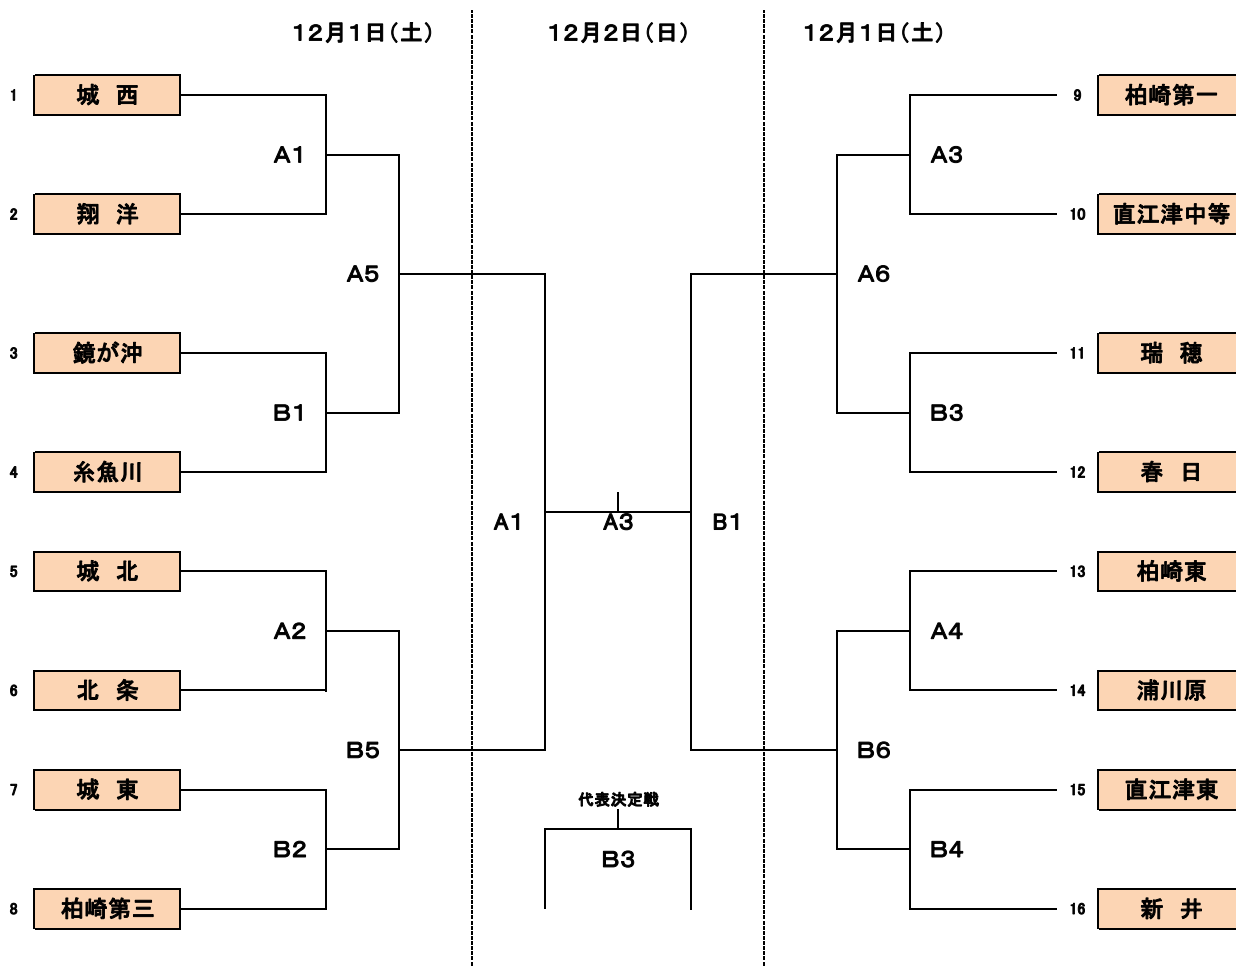 12月1日(土) 12月2日(日) 12月1日(土)
1 城 西
9 柏崎第一
A1
A3
2 翔 洋
10 直江津中等
A5
A6
3 鏡が沖
11 瑞 穂
B1
B3
4 糸魚川
12 春 日
A1 A3 B1
5 城 北
13 柏崎東
A2
A4
6 北 条
14 浦川原
B5
B6
7 城 東
15 直江津東
代表決定戦
B2
B3
B4
8 柏崎第三
16 新 井